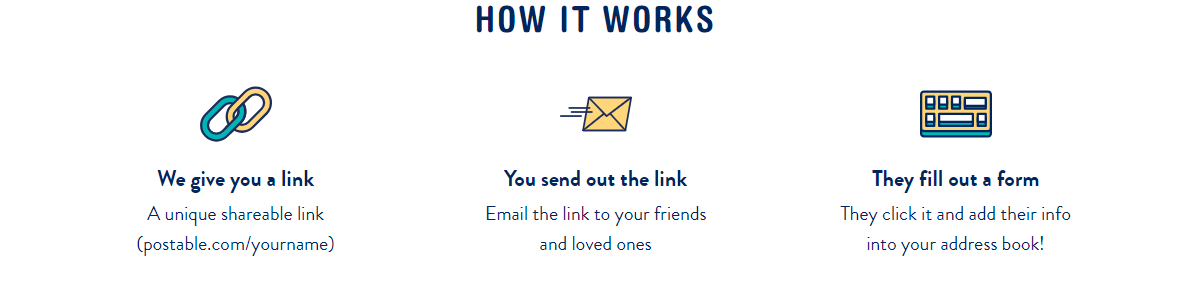 HOW IT WORKS
We give you a link
A unique shareable link
(postable.com/yourname)
You send out the link
Email the link to your friends
and loved ones
They fill out a form
They click it and add their info
into your address book!